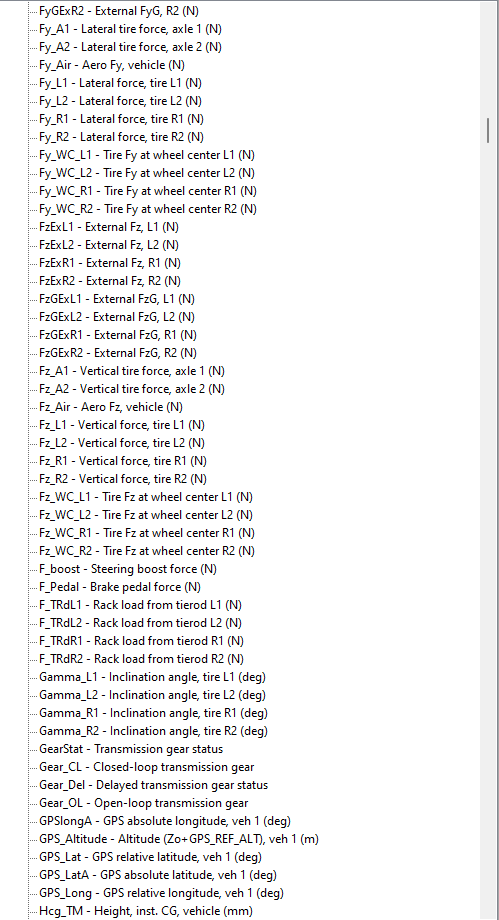 FyGExR2 - External FyG, R2 (N)
Fy_A1 - Lateral tire force, axle 1 (N)
Fy_A2 - Lateral tire force, axle 2 (N)
Fy_Air - Aero Fy, vehicle (N)
Fy_L1 - Lateral force, tire L1 (N)
Fy_L2 - Lateral force, tire L2 (N)
Fy_R1 - Lateral force, tire R1 (N)
Fy_R2 - Lateral force, tire R2 (N)
Fy_WC_L1 - Tire Fy at wheel center L1 (N)
Fy_WC_L2 - Tire Fy at wheel center L2 (N)
Fy_WC_R1 - Tire Fy at wheel center R1 (N)
Fy_WC_R2 - Tire Fy at wheel center R2 (N)
FzExL1 - External Fz, L1 (N)
FzExL2 - External Fz, L2 (N)
FzExR1 - External Fz, R1 (N)
FzExR2 - External Fz, R2 (N)
FzGExL1 - External FzG, L1 (N)
FzGExL2 - External FzG, L2 (N)
FzGExR1 - External FzG, R1 (N)
FzGExR2 - External FzG, R2 (N)
Fz_A1 - Vertical tire force, axle 1 (N)
Fz_A2 - Vertical tire force, axle 2 (N)
Fz_Air - Aero Fz, vehicle (N)
Fz_L1 - Vertical force, tire L1 (N)
Fz_L2 - Vertical force, tire L2 (N)
Fz_R1 - Vertical force, tire R1 (N)
Fz_R2 - Vertical force, tire R2 (N)
Fz_WC_L1 - Tire Fz at wheel center L1 (N)
Fz_WC_L2 - Tire Fz at wheel center L2 (N)
Fz_WC_R1 - Tire Fz at wheel center R1 (N)
Fz_WC_R2 - Tire Fz at wheel center R2 (N)
F_boost - Steering boost force (N)
F_Pedal - Brake pedal force (N)
F_TRdL1 - Rack load from tierod L1 (N)
F_TRdL2 - Rack load from tierod L2 (N)
F_TRdR1 - Rack load from tierod R1 (N)
F_TRdR2 - Rack load from tierod R2 (N)
Gamma_L1 - Inclination angle, tire L1 (deg)
Gamma_L2 - Inclination angle, tire L2 (deg)
Gamma_R1 - Inclination angle, tire R1 (deg)
Gamma_R2 - Inclination angle, tire R2 (deg)
GearStat - Transmission gear status
Gear_CL - Closed-loop transmission gear
Gear_Del - Delayed transmission gear status
Gear_OL - Open-loop transmission gear
GPSlongA - GPS absolute longitude, veh 1 (deg)
GPS_Altitude - Altitude (Zo+GPS_REF_ALT), veh 1 (m)
GPS_Lat - GPS relative latitude, veh 1 (deg)
GPS_LatA - GPS absolute latitude, veh 1 (deg)
GPS_Long - GPS relative longitude, veh 1 (deg)
Hcg_TM - Height, inst. CG, vehicle (mm)